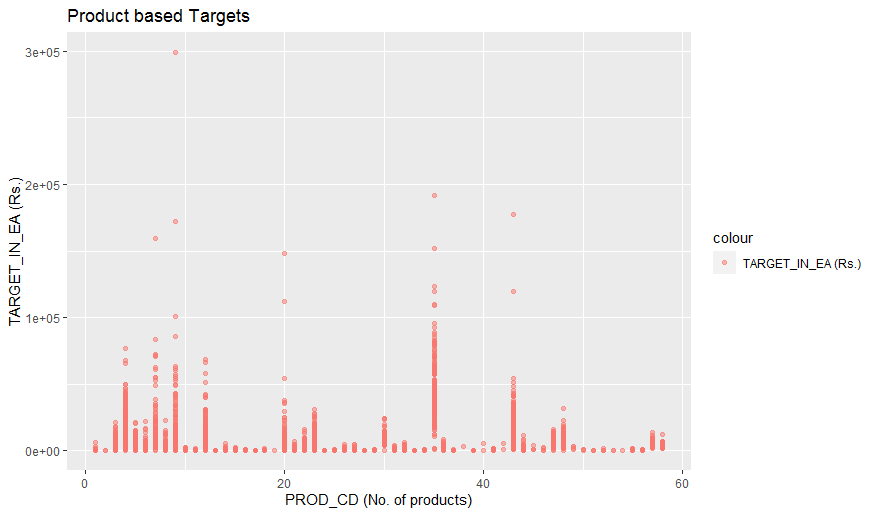 Product based Targets
3e+05
2e+05
1e+05
0e+00
TARGET_IN_EA (Rs.)
0
20
40
60
PROD_CD (No. of products)
colour
TARGET_IN_EA (Rs.)